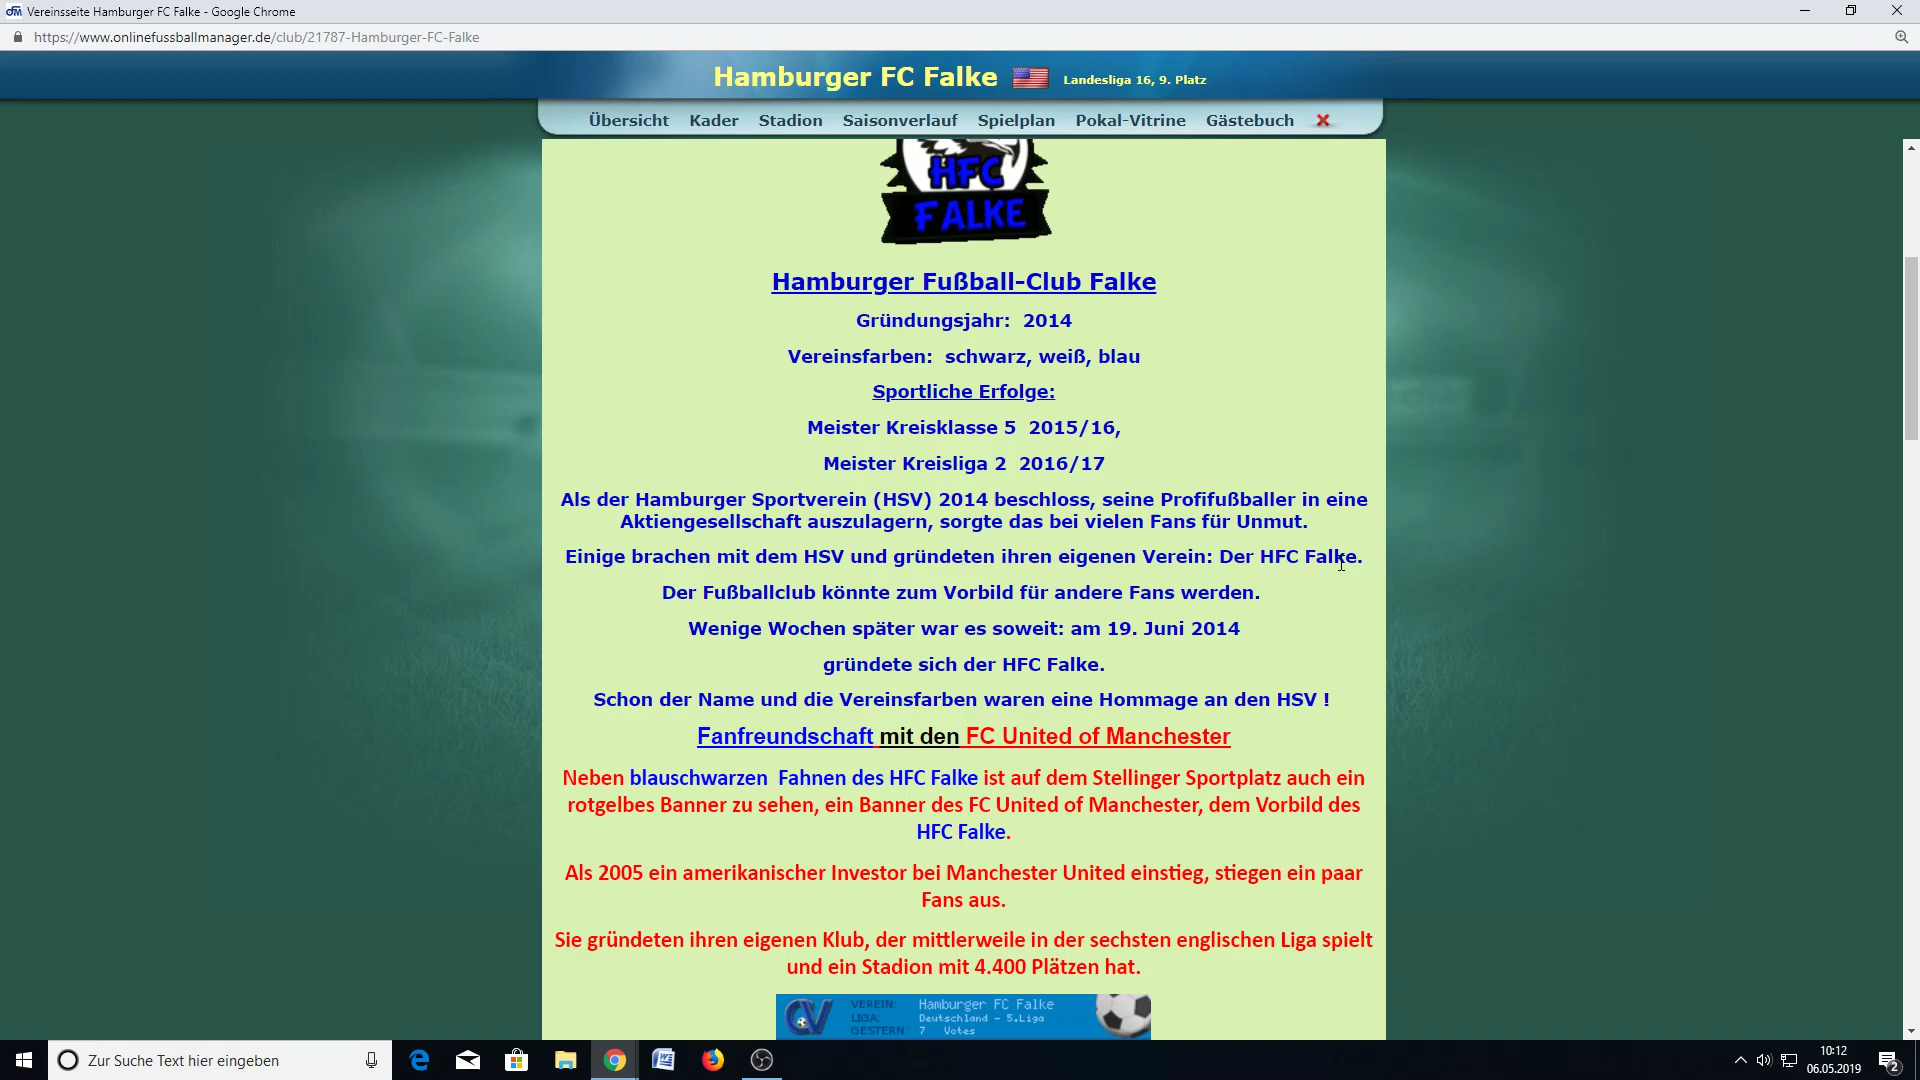 Vereinsseite Hamburger FC Falke - Google Chrome
https://www.onlinefussballmanager.de/club/21787-Hamburger-FC-Falke
Hamburger FC Falke Landesliga 16, 9. Platz
Übersicht Kader Stadion Saisonverlauf Spielplan Pokal-Vitrine Gästebuch
HFC
FALKE
Hamburger Fußball-Club Falke
Gründungsjahr: 2014
Vereinsfarben: schwarz, weiß, blau
Sportliche Erfolge:
Meister Kreisklasse 5 2015/16,
Meister Kreisliga 2 2016/17
Als der Hamburger Sportverein (HSV) 2014 beschloss, seine Profifußballer in eine
Aktiengesellschaft auszulagern, sorgte das bei vielen Fans für Unmut.
Einige brachen mit dem HSV und gründeten ihren eigenen Verein: Der HFC Falke.
Der Fußballclub könnte zum Vorbild für andere Fans werden.
Wenige Wochen später war es soweit: am 19. Juni 2014
gründete sich der HFC Falke.
Schon der Name und die Vereinsfarben waren eine Hommage an den HSV !
Fanfreundschaft mit den FC United of Manchester
Neben blauschwarzen Fahnen des HFC Falke ist auf dem Stellinger Sportplatz auch ein
rotgelbes Banner zu sehen, ein Banner des FC United of Manchester, dem Vorbild des
HFC Falke.
Als 2005 ein amerikanischer Investor bei Manchester United einstieg, stiegen ein paar
Fans aus.
Sie gründeten ihren eigenen Klub, der mittlerweile in der sechsten englischen Liga spielt
und ein Stadion mit 4.400 Plätzen hat.
CV VEREIN: Hamburger FC Falke
LIGA: Deutschland - 5.Liga
GESTERN: 7 Votes
Zur Suche Text hier eingeben
10:12
06.05.2019
2